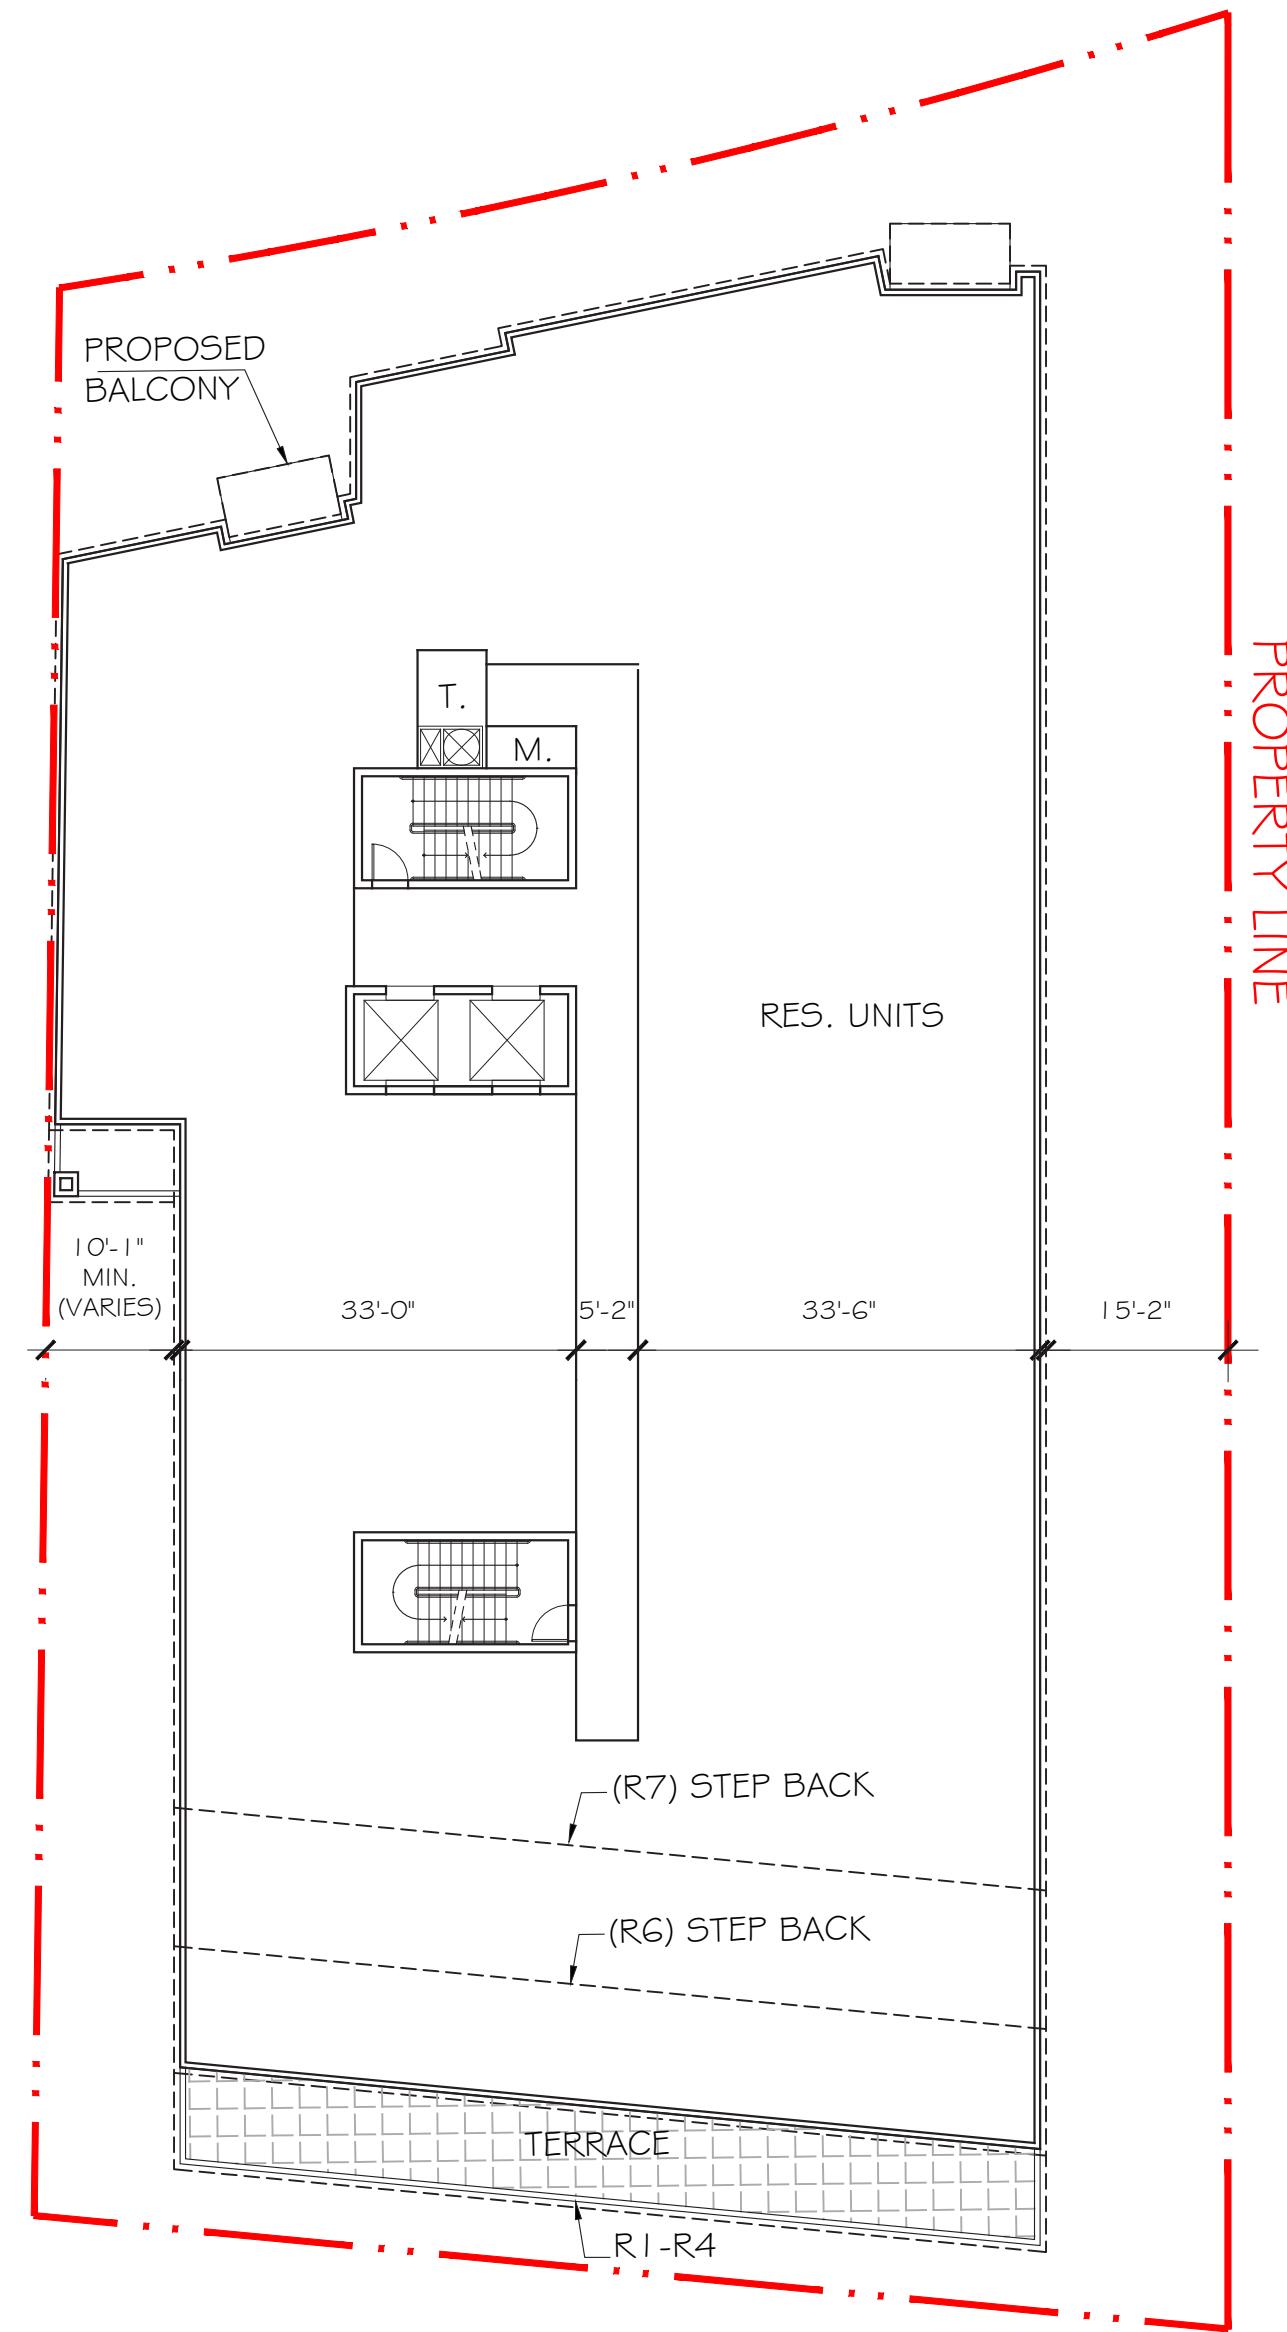 PROPOSED
BALCONY
T.
M.
PROPERTY LINE
RES. UNITS
10'-1"
MIN.
(VARIES)
33'-0"
5'-2"
33'-6"
15'-2"
(R7) STEP BACK
(R6) STEP BACK
TERRACE
R1-R4